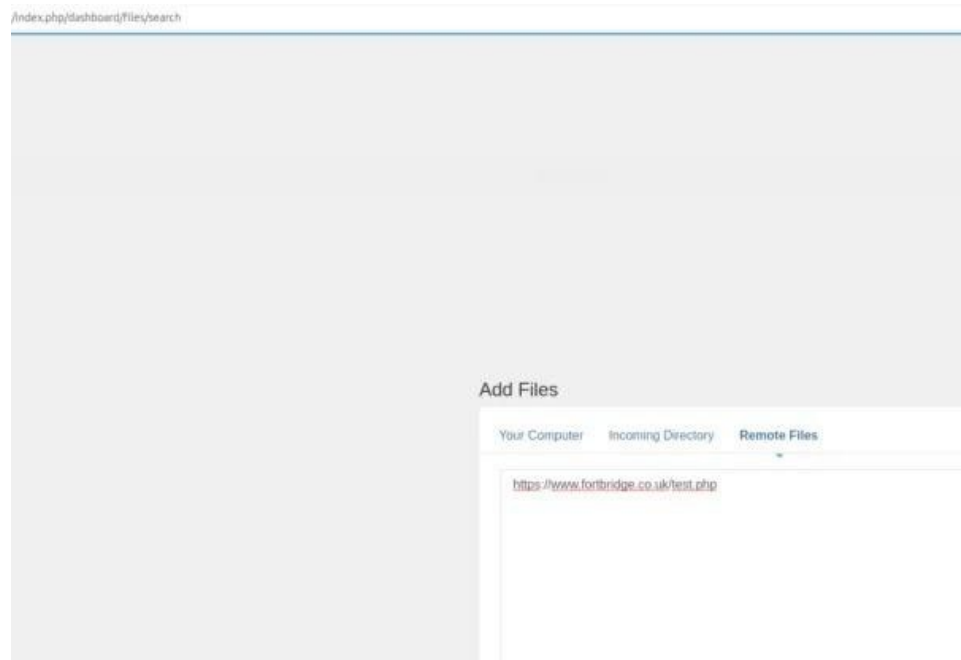 /index.php/dashboard/files/search
Add Files
Your Computer Incoming Directory Remote Files
https://www.fortbridge.co.uk/test.php